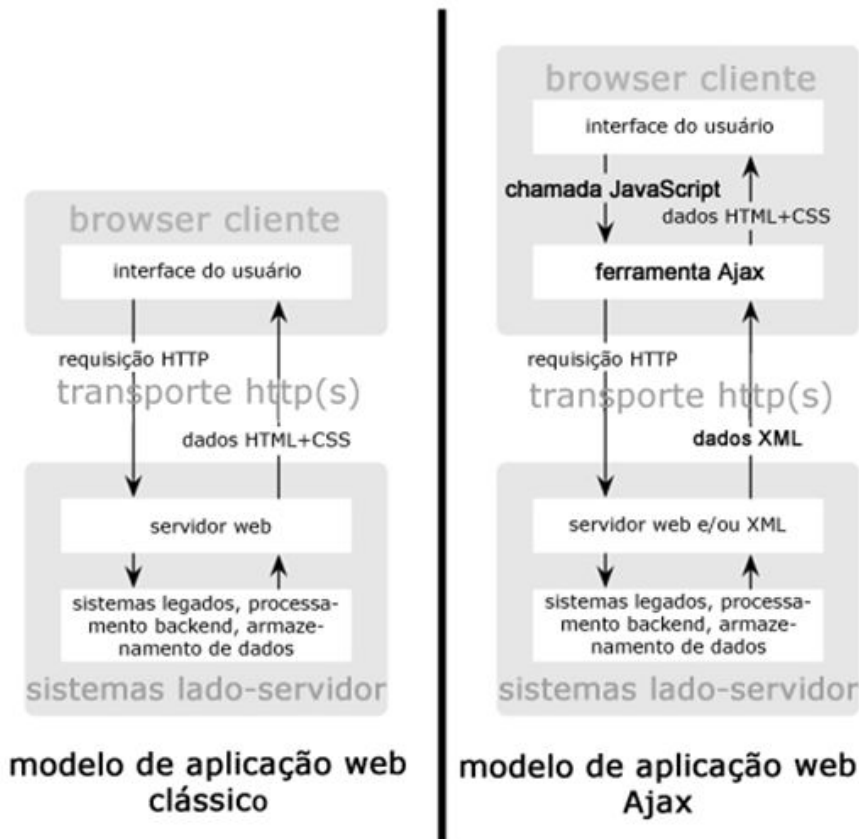 browser cliente
interface do usuário
requisição HTTP
transporte http(s)
dados HTML+CSS
servidor web
sistemas legados, processa-
mento backend, armaze-
namento de dados
sistemas lado-servidor
modelo de aplicação web
clássico
browser cliente
interface do usuário
chamada JavaScript
dados HTML+CSS
ferramenta Ajax
requisição HTTP
transporte http(s)
dados XML
servidor web e/ou XML
sistemas legados, processa-
mento backend, armaze-
namento de dados
sistemas lado-servidor
modelo de aplicação web
Ajax